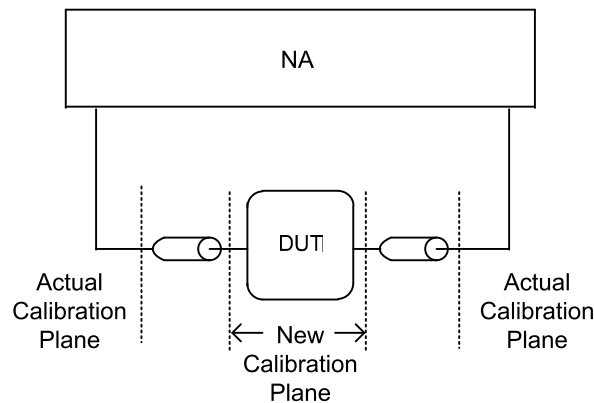 NA
DUT
Actual
Calibration
Plane
New
Calibration
Plane
Actual
Calibration
Plane